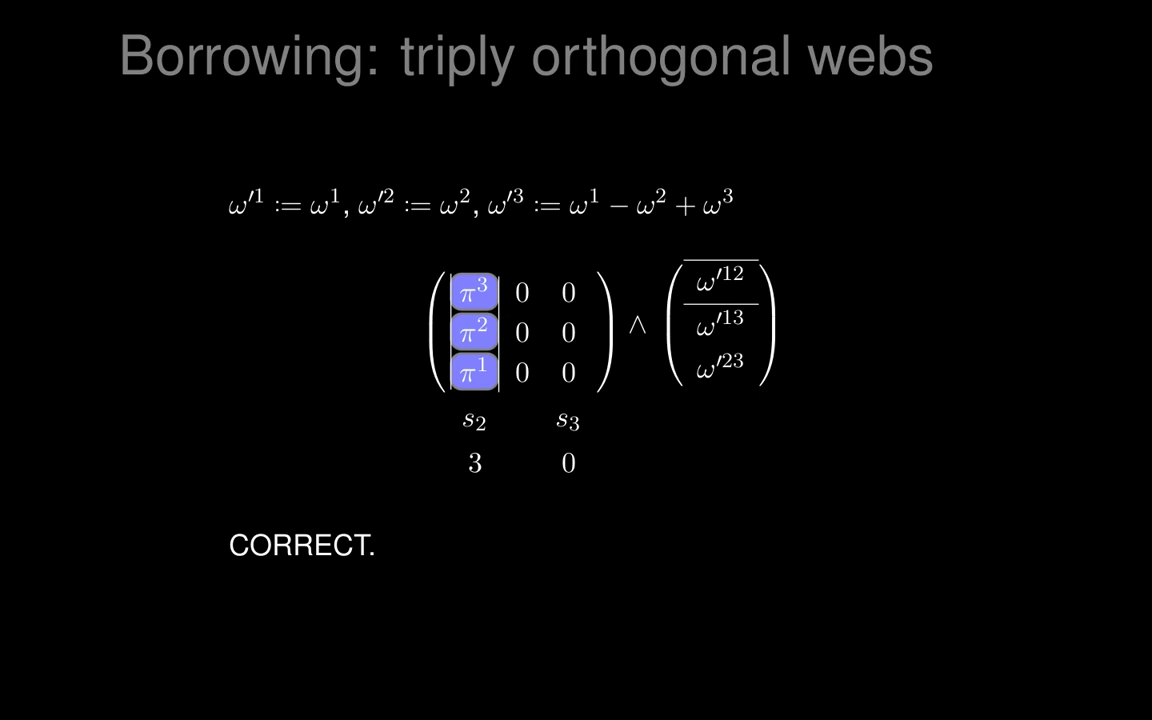 Borrowing: triply orthogonal webs
ω′¹ := ω¹, ω′² := ω², ω′³ := ω¹ − ω² + ω³
π³ 0 0 ω′¹²
π² 0 0 ∧ ω′¹³
π¹ 0 0 ω′²³
s₂ s₃
3 0
CORRECT.